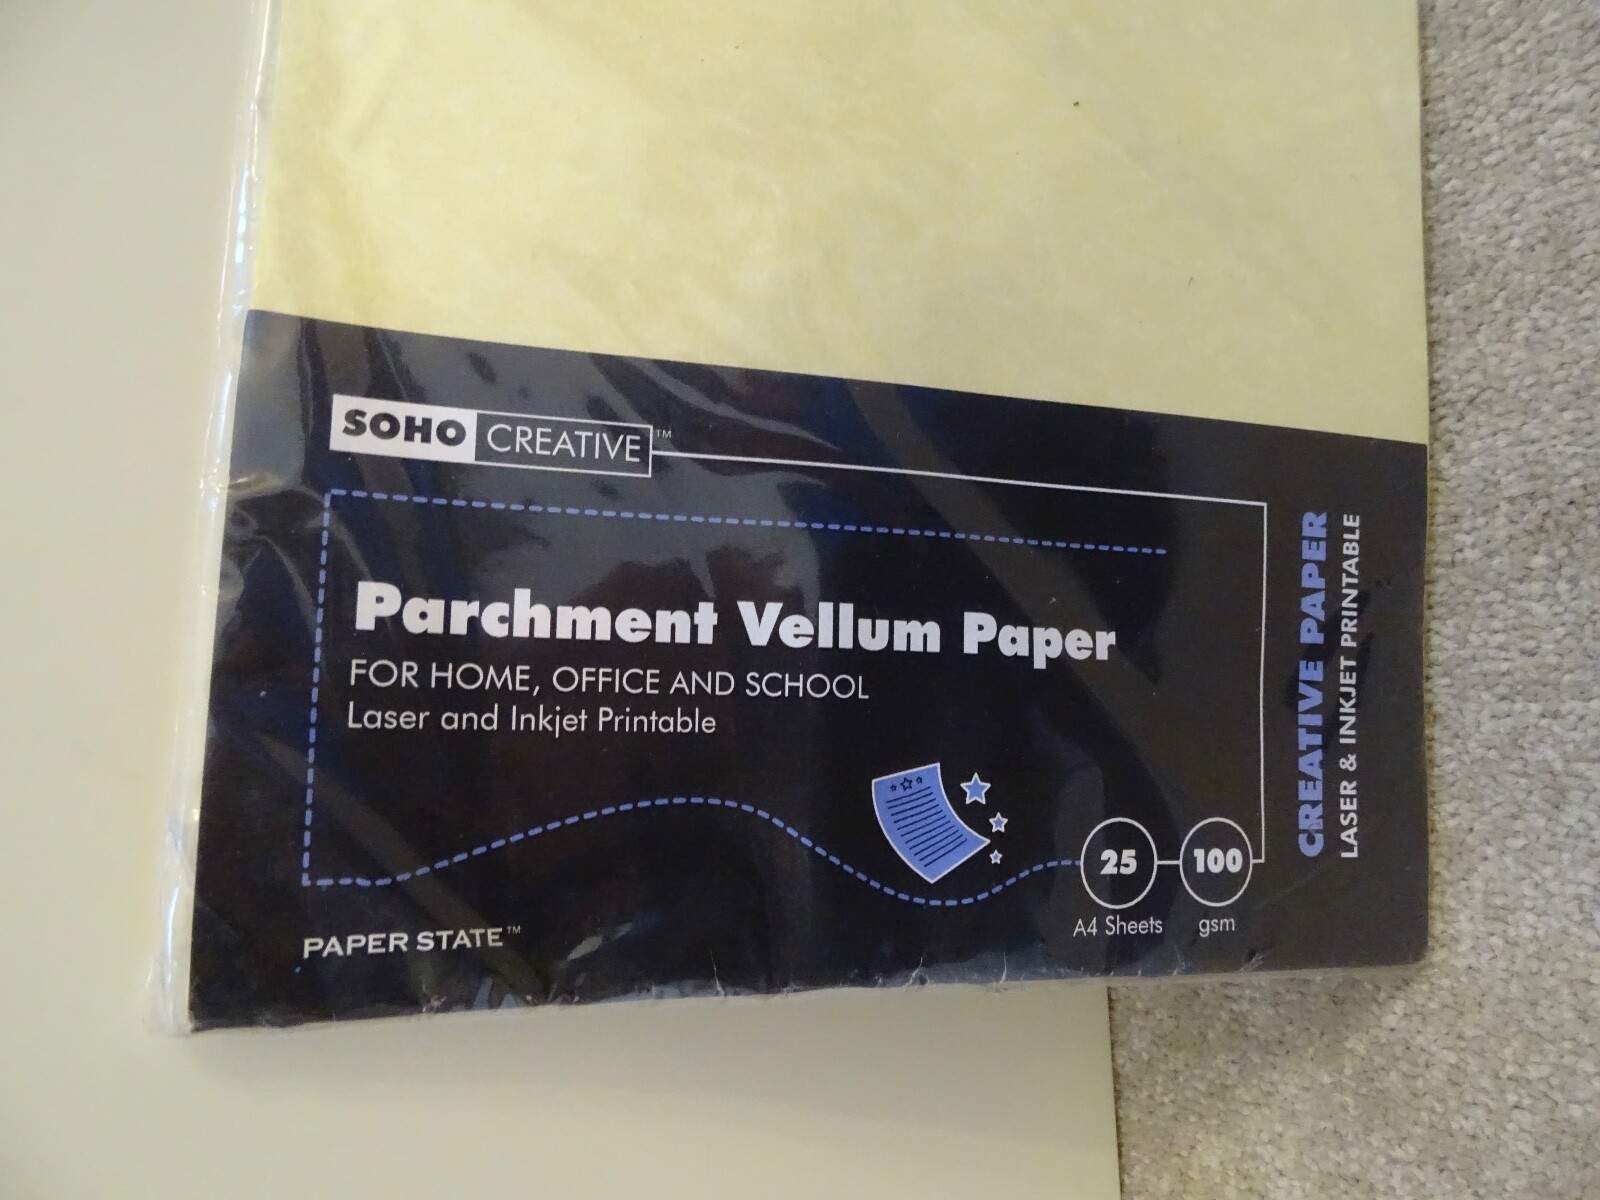 SOHO CREATIVE™
Parchment Vellum Paper
FOR HOME, OFFICE AND SCHOOL
Laser and Inkjet Printable
25 100
A4 Sheets gsm
PAPER STATE™
CREATIVE PAPER
LASER & INKJET PRINTABLE